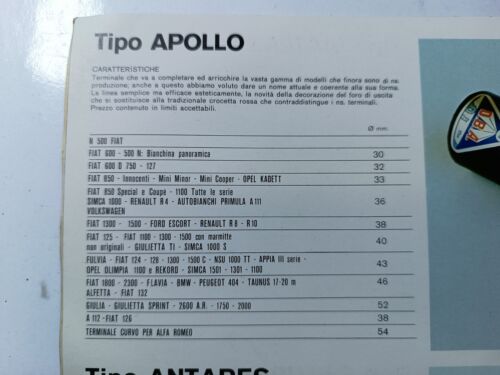 Tipo APOLLO
CARATTERISTICHE
Terminale che va a completare ed arricchire la vasta gamma di modelli che finora sono di ns.
produzione; anche a questo abbiamo voluto dare un nome attuale e coerente alla sua forma.
La linea semplice ma efficace esteticamente, la novità della decorazione del foro di uscita
che si sostituisce alla tradizionale crocetta rossa che contraddistingue i ns. terminali.
Prezzo contenuto in limiti accettabili.
Ø mm.
N 500 FIAT
FIAT 600 - 500 N: Bianchina panoramica 30
FIAT 600 D 750 - 127 32
FIAT 850 - Innocenti - Mini Minor - Mini Cooper - OPEL KADETT 33
FIAT 850 Special e Coupè - 1100 Tutte le serie
SIMCA 1000 - RENAULT R 4 - AUTOBIANCHI PRIMULA A 111 36
VOLKSWAGEN
FIAT 1300 - 1500 - FORD ESCORT - RENAULT R 8 - R 10 38
FIAT 125 - FIAT 1100 - 1300 - 1500 con marmitte
non originali - GIULIETTA TI - SIMCA 1000 S 40
FULVIA - FIAT 124 - 128 - 1300 - 1500 C - NSU 1000 TT - APPIA III serie -
OPEL OLIMPIA 1100 e REKORD - SIMCA 1501 - 1301 - 1100 43
FIAT 1800 - 2300 - FLAVIA - BMW - PEUGEOT 404 - TAUNUS 17-20 m 46
ALFETTA - FIAT 132
GIULIA - GIULIETTA SPRINT - 2600 A.R. - 1750 - 2000 52
A 112 - FIAT 126 38
TERMINALE CURVO PER ALFA ROMEO 54
Tipo ANTARES